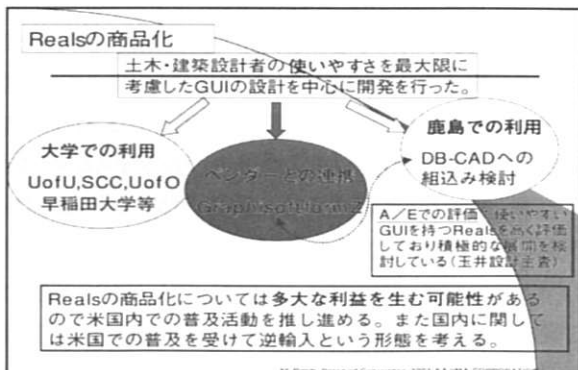 Realsの商品化
土木・建築設計者の使いやすさを最大限に
考慮したGUIの設計を中心に開発を行った。
大学での利用
UofU,SCC,UofO
早稲田大学等
ベンダーとの連携
鹿島での利用
DB-CADへの
組込み検討
A/Eでの評価：使いやすい
GUIを持つRealsを高く評価
しており積極的な展開を検
討している(玉井設計主査)
Realsの商品化については多大な利益を生む可能性がある
ので米国内での普及活動を推し進める。また国内に関して
は米国での普及を受けて逆輸入という形態を考える。